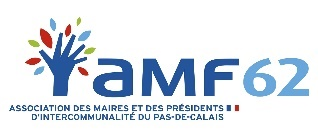 amf62
ASSOCIATION DES MAIRES ET DES PRÉSIDENTS
D'INTERCOMMUNALITÉ DU PAS-DE-CALAIS